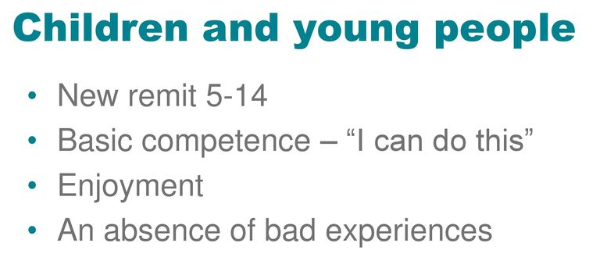 Children and young people
• New remit 5-14
• Basic competence – “I can do this”
• Enjoyment
• An absence of bad experiences